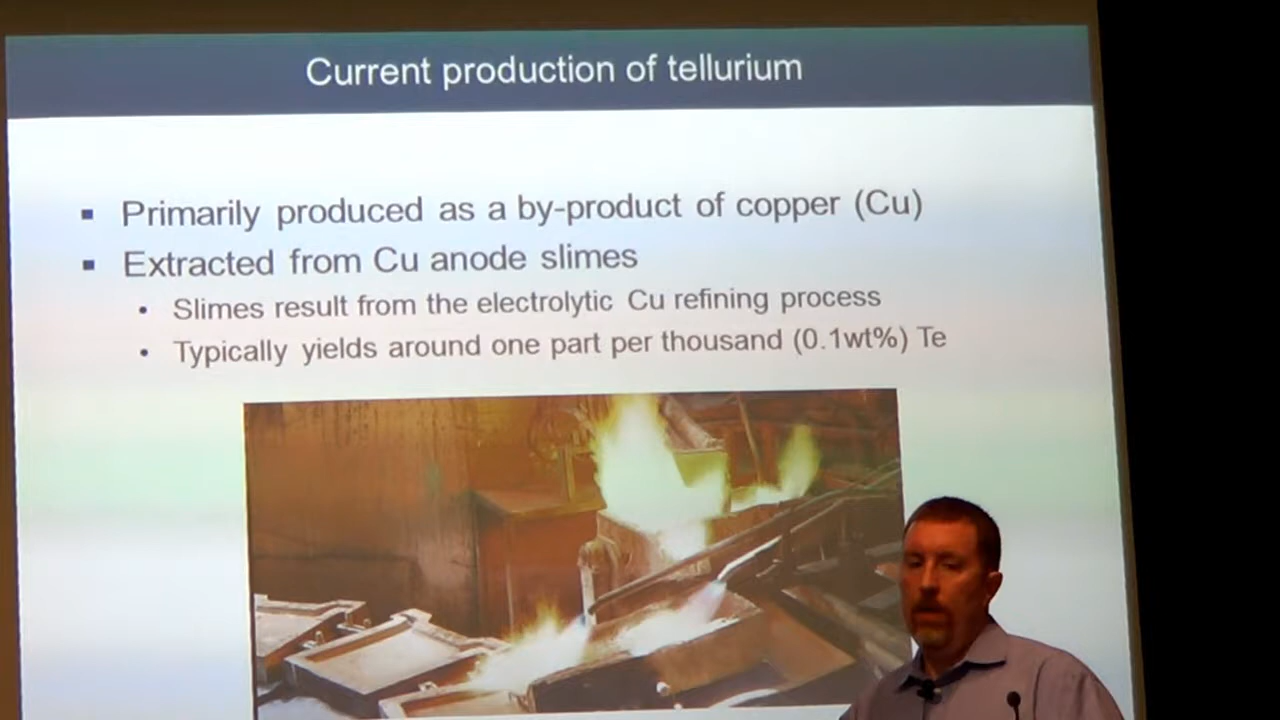 Current production of tellurium
▪ Primarily produced as a by-product of copper (Cu)
▪ Extracted from Cu anode slimes
• Slimes result from the electrolytic Cu refining process
• Typically yields around one part per thousand (0.1wt%) Te